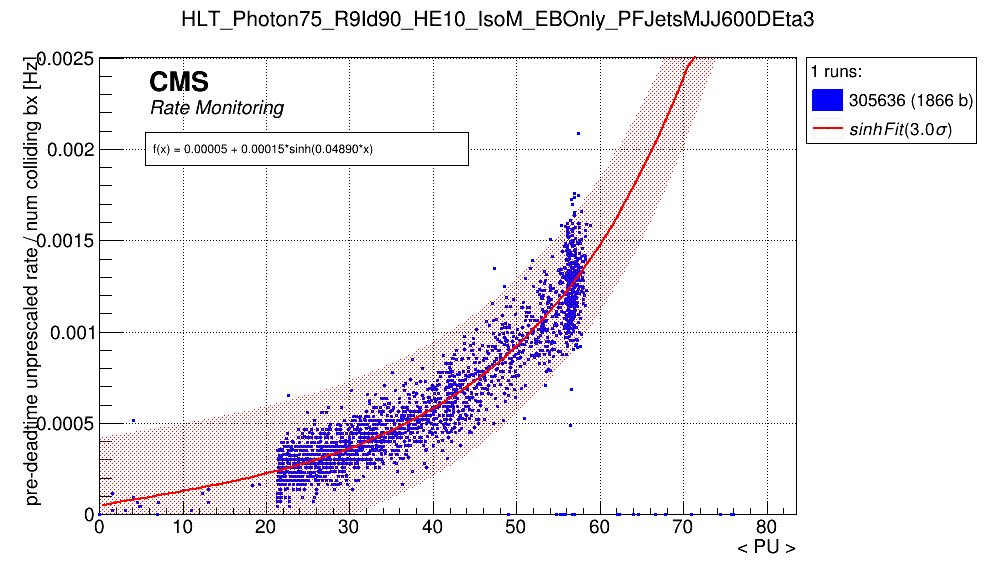 HLT_Photon75_R9Id90_HE10_IsoM_EBOnly_PFJetsMJJ600DEta3
pre-deadtime unprescaled rate / num colliding bx [Hz]
0.0025
0.002
0.0015
0.001
0.0005
0
CMS
Rate Monitoring
f(x) = 0.00005 + 0.00015*sinh(0.04890*x)
1 runs:
305636 (1866 b)
sinhFit(3.0σ)
0 10 20 30 40 50 60 70 80
< PU >